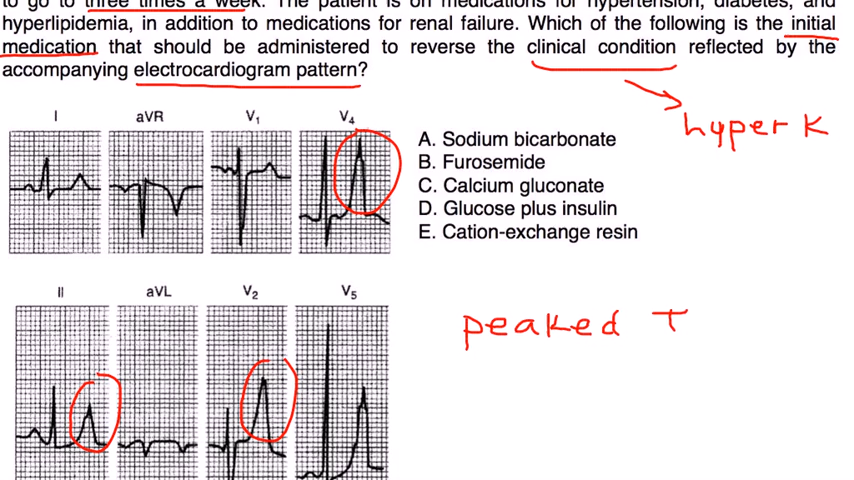 to go to three times a week. The patient is on medications for hypertension, diabetes, and
hyperlipidemia, in addition to medications for renal failure. Which of the following is the initial
medication that should be administered to reverse the clinical condition reflected by the
accompanying electrocardiogram pattern?
hyper K
I aVR V₁ V₄
A. Sodium bicarbonate
B. Furosemide
C. Calcium gluconate
D. Glucose plus insulin
E. Cation-exchange resin
II aVL V₂ V₅
peaked T